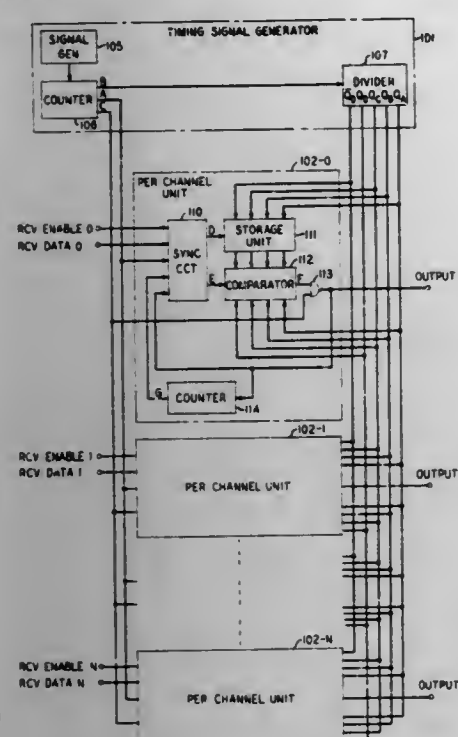 TIMING SIGNAL GENERATOR
101
SIGNAL GEN
105
107
DIVIDER
COUNTER
B
A
C
106
102-0
PER CHANNEL UNIT
110
RCV ENABLE 0
RCV DATA 0
SYNC CCT
D
STORAGE UNIT
111
112
113
E
COMPARATOR
F
OUTPUT
G
COUNTER
114
102-1
RCV ENABLE 1
RCV DATA 1
PER CHANNEL UNIT
OUTPUT
102-N
RCV ENABLE N
RCV DATA N
PER CHANNEL UNIT
OUTPUT